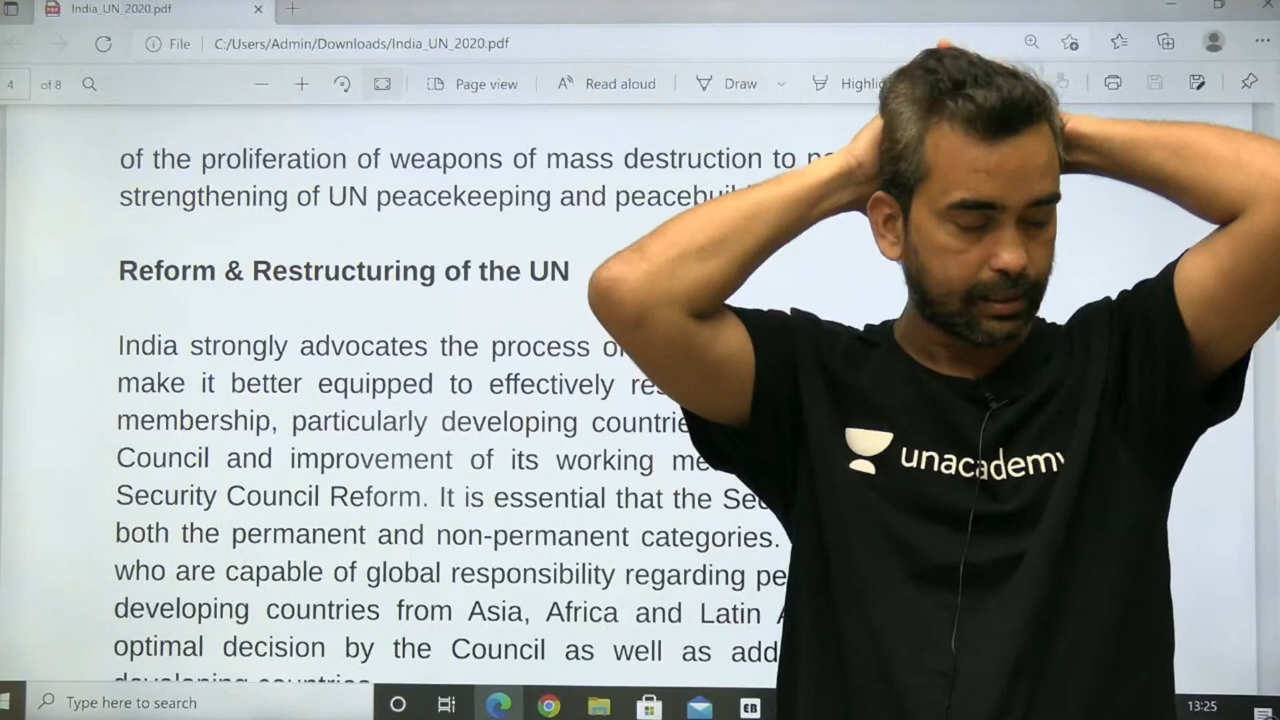 India_UN_2020.pdf
File C:/Users/Admin/Downloads/India_UN_2020.pdf
4 of 8 Page view Read aloud Draw
of the proliferation of weapons of mass destruction to
strengthening of UN peacekeeping and
Reform & Restructuring of the UN
India strongly advocates the process
make it better equipped to effectively
membership, particularly developing
Council and improvement of its working
Security Council Reform. It is essential that the
both the permanent and non-permanent categories.
who are capable of global responsibility regarding
developing countries from Asia, Africa and Latin
optimal decision by the Council as well as
developing countries
unacademy
Type here to search
EB
13:25